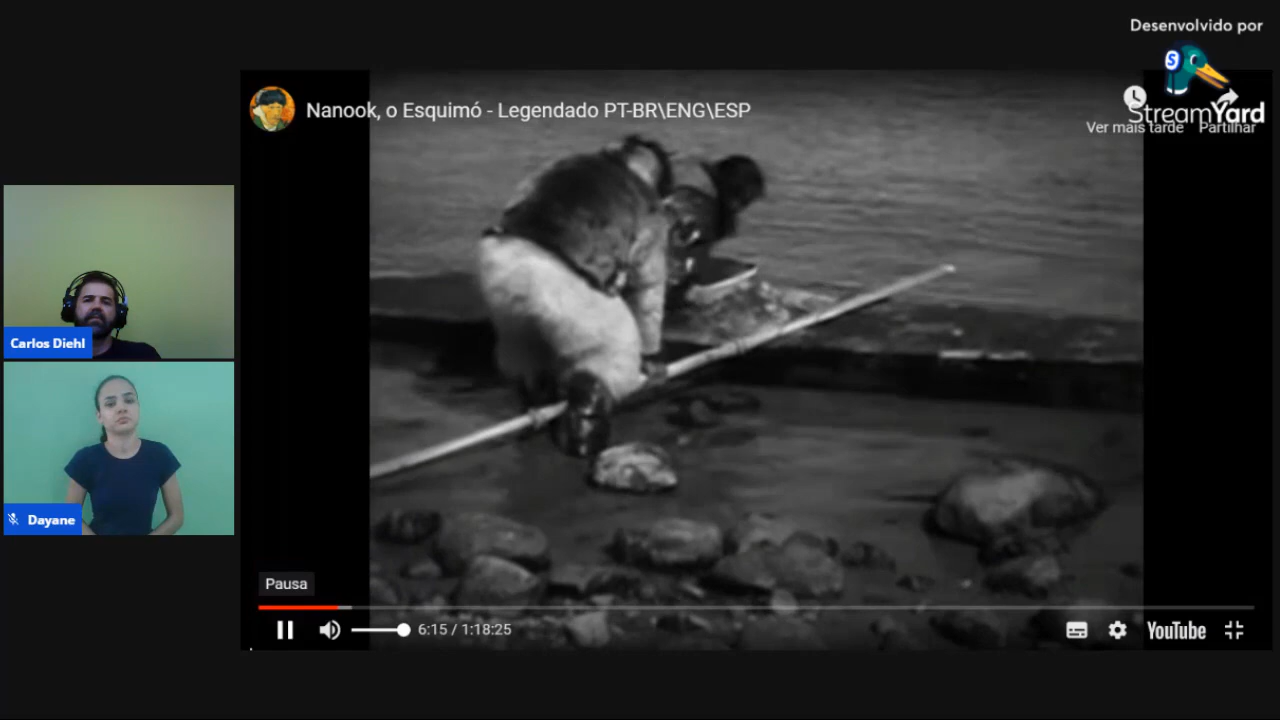 Desenvolvido por
StreamYard
Nanook, o Esquimó - Legendado PT-BR\ENG\ESP
Ver mais tarde
Partilhar
Carlos Diehl
Dayane
Pausa
6:15 / 1:18:25
YouTube